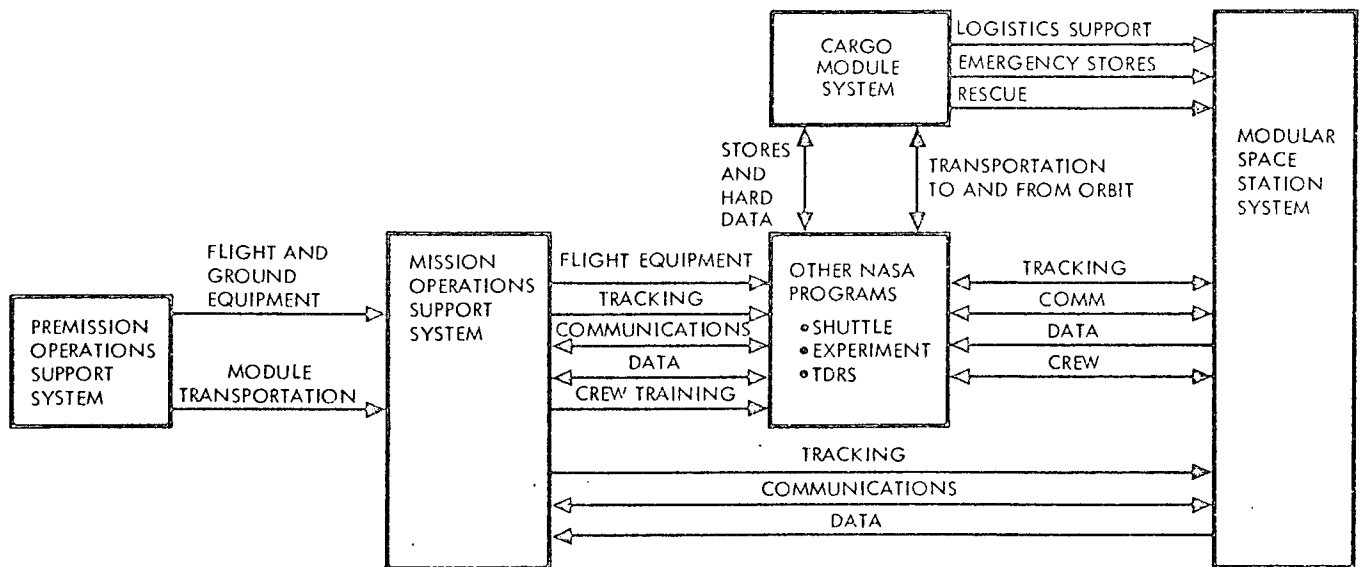 CARGO
MODULE
SYSTEM
LOGISTICS SUPPORT
EMERGENCY STORES
RESCUE
MODULAR
SPACE
STATION
SYSTEM
STORES
AND
HARD
DATA
TRANSPORTATION
TO AND FROM ORBIT
FLIGHT AND
GROUND
EQUIPMENT
MODULE
TRANSPORTATION
PREMISSION
OPERATIONS
SUPPORT
SYSTEM
MISSION
OPERATIONS
SUPPORT
SYSTEM
FLIGHT EQUIPMENT
TRACKING
COMMUNICATIONS
DATA
CREW TRAINING
OTHER NASA
PROGRAMS
• SHUTTLE
• EXPERIMENT
• TDRS
TRACKING
COMM
DATA
CREW
TRACKING
COMMUNICATIONS
DATA